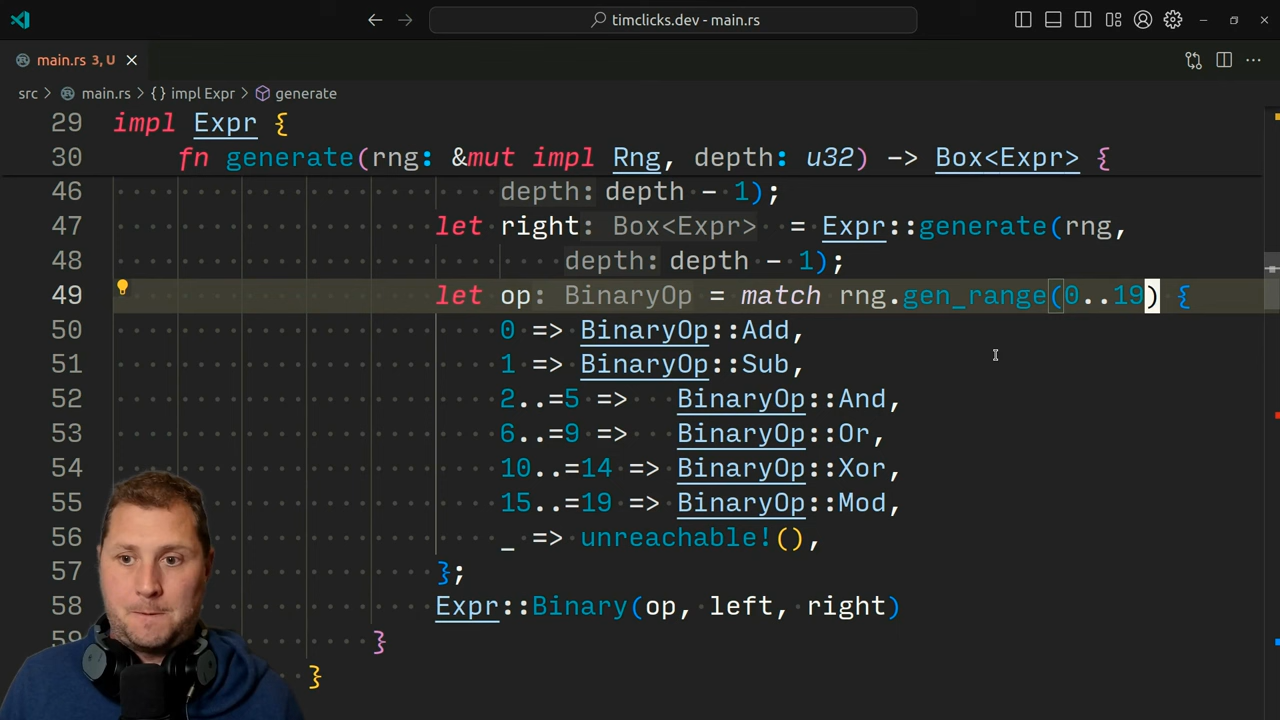 timclicks.dev - main.rs
main.rs 3, U
src > main.rs > {} impl Expr > generate
29 impl Expr {
30 fn generate(rng: &mut impl Rng, depth: u32) -> Box<Expr> {
46 depth: depth - 1);
47 let right: Box<Expr> = Expr::generate(rng,
48 depth: depth - 1);
49 let op: BinaryOp = match rng.gen_range(0..19) {
50 0 => BinaryOp::Add,
51 1 => BinaryOp::Sub,
52 2..=5 => BinaryOp::And,
53 6..=9 => BinaryOp::Or,
54 10..=14 => BinaryOp::Xor,
55 15..=19 => BinaryOp::Mod,
56 _ => unreachable!(),
57 };
58 Expr::Binary(op, left, right)
59 }
}